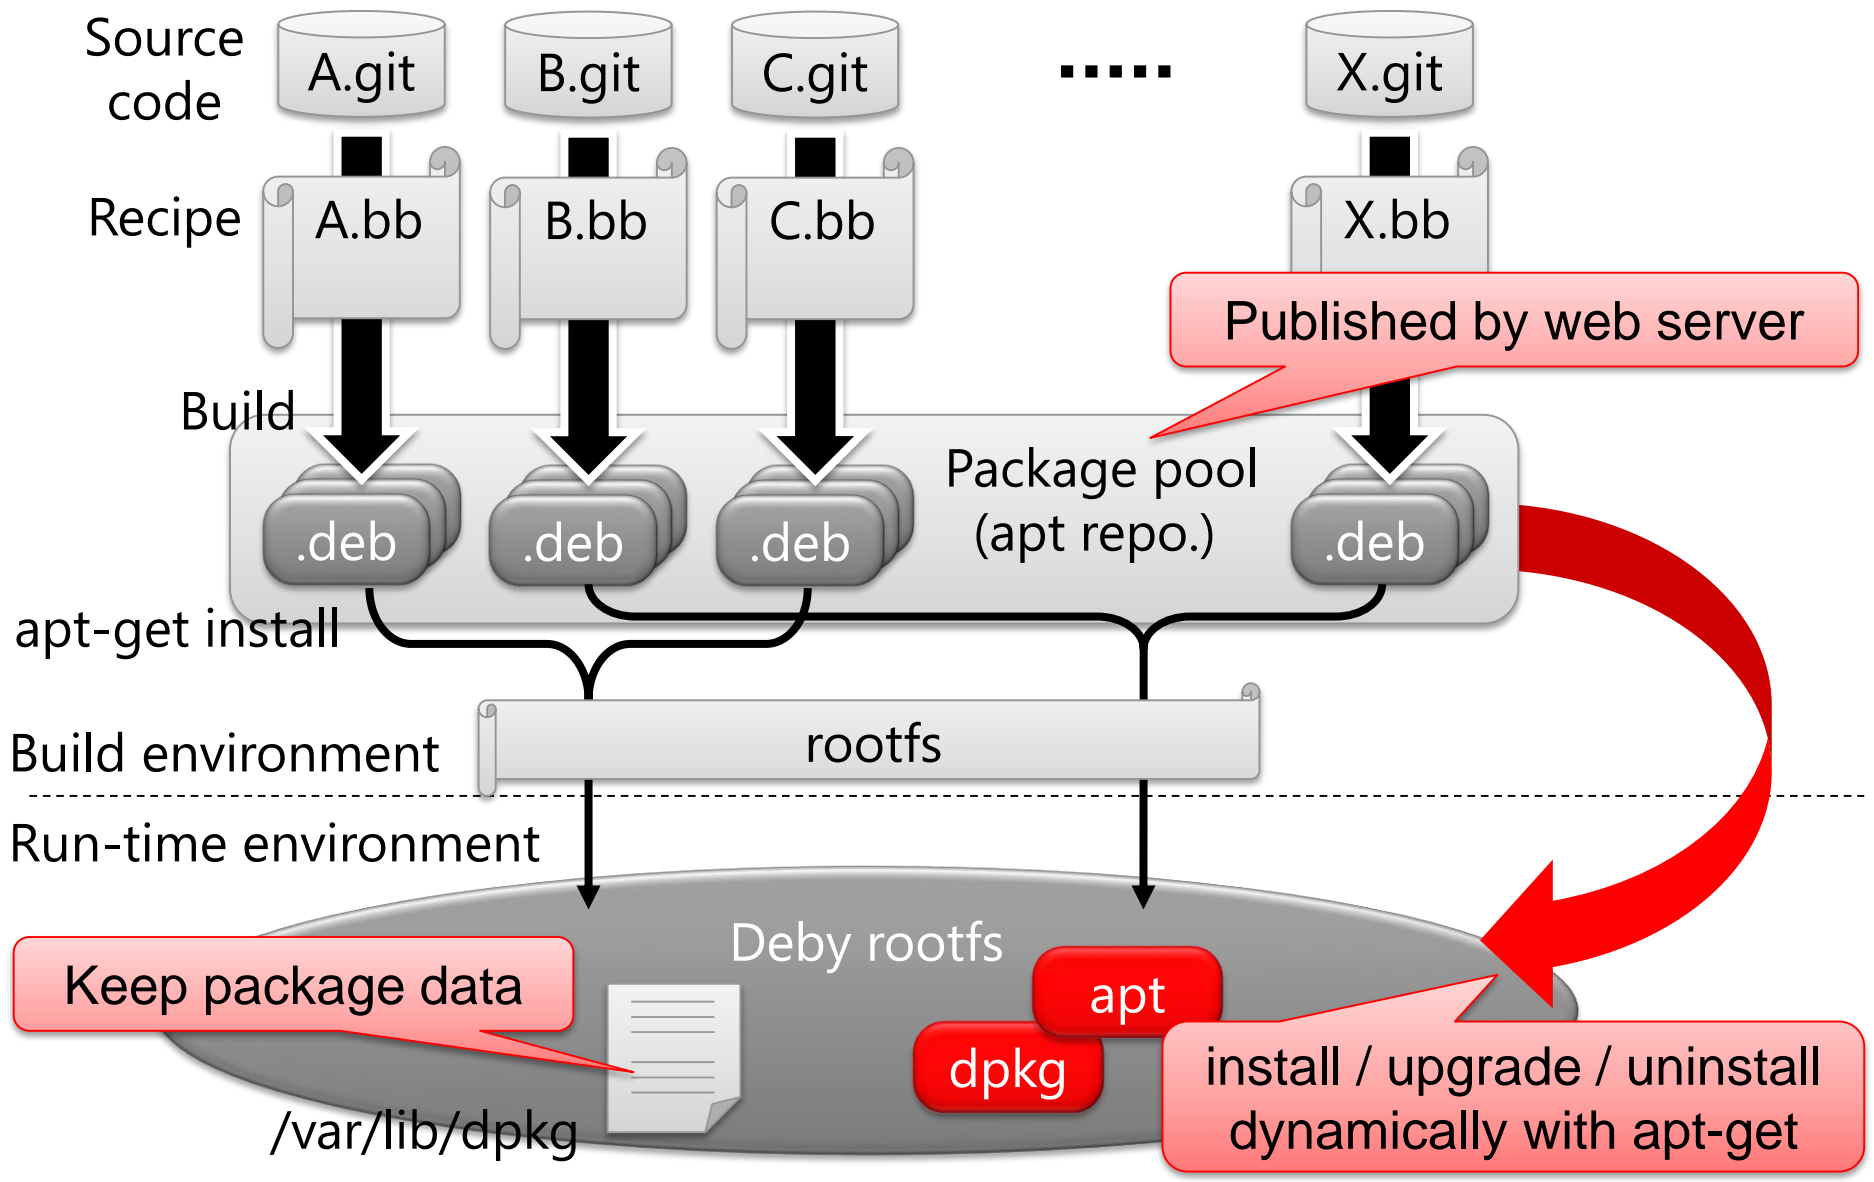 Source
code
A.git
B.git
C.git
X.git
Recipe
A.bb
B.bb
C.bb
X.bb
Published by web server
Build
Package pool
(apt repo.)
.deb
.deb
.deb
.deb
apt-get install
rootfs
Build environment
Run-time environment
Deby rootfs
Keep package data
apt
dpkg
/var/lib/dpkg
install / upgrade / uninstall
dynamically with apt-get